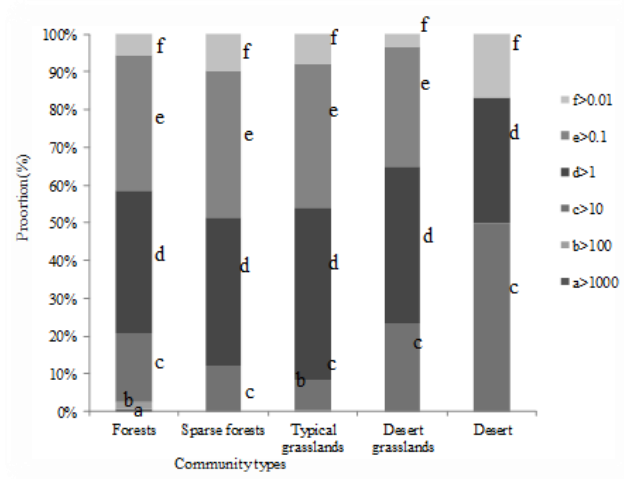 100%
90%
80%
70%
60%
50%
40%
30%
20%
10%
0%
Proortion(%)
f
e
d
c
b
a
f
e
d
c
f
e
d
c
b
f
e
d
c
f
d
c
Forests
Sparse forests
Typical
grasslands
Desert
grasslands
Desert
Community types
f>0.01
e>0.1
d>1
c>10
b>100
a>1000